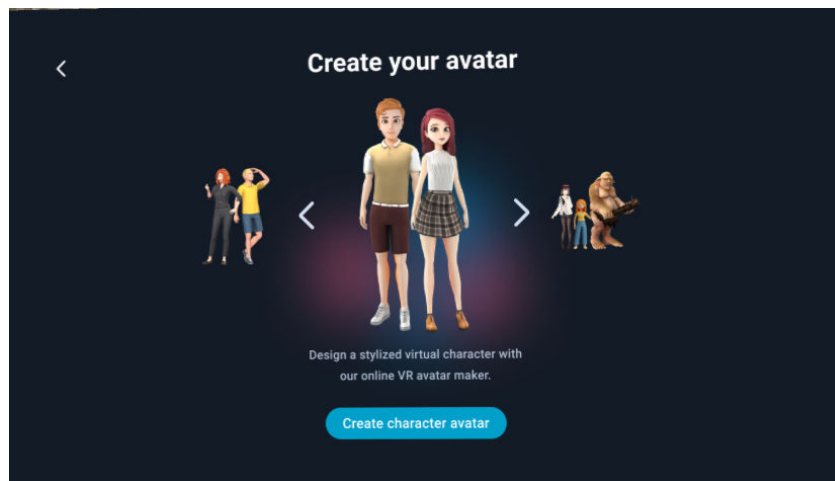 Create your avatar
Design a stylized virtual character with
our online VR avatar maker.
Create character avatar